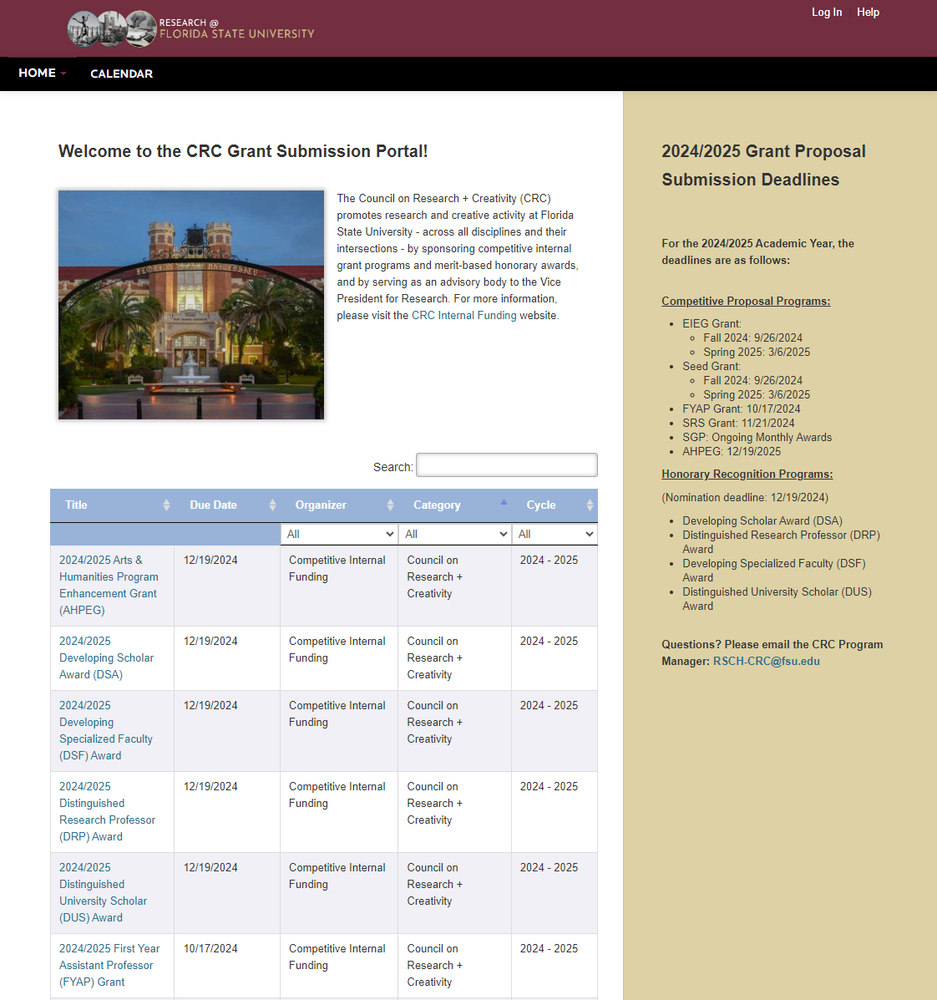 RESEARCH @
FLORIDA STATE UNIVERSITY
Log In
Help
HOME
CALENDAR
Welcome to the CRC Grant Submission Portal!
FLORIDA STATE UNIVERSITY
The Council on Research + Creativity (CRC)
promotes research and creative activity at Florida
State University - across all disciplines and their
intersections - by sponsoring competitive internal
grant programs and merit-based honorary awards,
and by serving as an advisory body to the Vice
President for Research. For more information,
please visit the CRC Internal Funding website.
Search:
Title Due Date Organizer Category Cycle
All All All
2024/2025 Arts & 12/19/2024 Competitive Internal Council on 2024 - 2025
Humanities Program Funding Research +
Enhancement Grant Creativity
(AHPEG)
2024/2025 12/19/2024 Competitive Internal Council on 2024 - 2025
Developing Scholar Funding Research +
Award (DSA) Creativity
2024/2025 12/19/2024 Competitive Internal Council on 2024 - 2025
Developing Funding Research +
Specialized Faculty Creativity
(DSF) Award
2024/2025 12/19/2024 Competitive Internal Council on 2024 - 2025
Distinguished Funding Research +
Research Professor Creativity
(DRP) Award
2024/2025 12/19/2024 Competitive Internal Council on 2024 - 2025
Distinguished Funding Research +
University Scholar Creativity
(DUS) Award
2024/2025 First Year 10/17/2024 Competitive Internal Council on 2024 - 2025
Assistant Professor Funding Research +
(FYAP) Grant Creativity
2024/2025 Grant Proposal
Submission Deadlines
For the 2024/2025 Academic Year, the
deadlines are as follows:
Competitive Proposal Programs:
EIEG Grant:
Fall 2024: 9/26/2024
Spring 2025: 3/6/2025
Seed Grant:
Fall 2024: 9/26/2024
Spring 2025: 3/6/2025
FYAP Grant: 10/17/2024
SRS Grant: 11/21/2024
SGP: Ongoing Monthly Awards
AHPEG: 12/19/2025
Honorary Recognition Programs:
(Nomination deadline: 12/19/2024)
Developing Scholar Award (DSA)
Distinguished Research Professor (DRP)
Award
Developing Specialized Faculty (DSF)
Award
Distinguished University Scholar (DUS)
Award
Questions? Please email the CRC Program
Manager: RSCH-CRC@fsu.edu